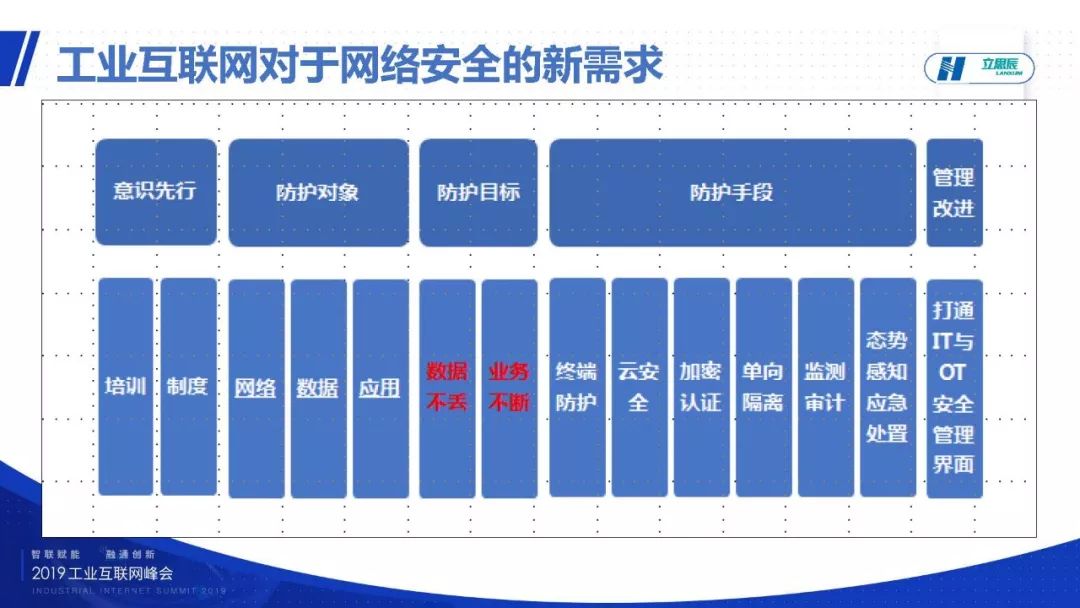 工业互联网对于网络安全的新需求
立思辰
LANXUM
意识先行
防护对象
防护目标
防护手段
管理
改进
培训
制度
网络
数据
应用
数据
不丢
业务
不断
终端
防护
云安
全
加密
认证
单向
隔离
监测
审计
态势
感知
应急
处置
打通
IT与
OT
安全
管理
界面
智联赋能 融通创新
2019工业互联网峰会
INDUSTRIAL INTERNET SUMMIT 2019